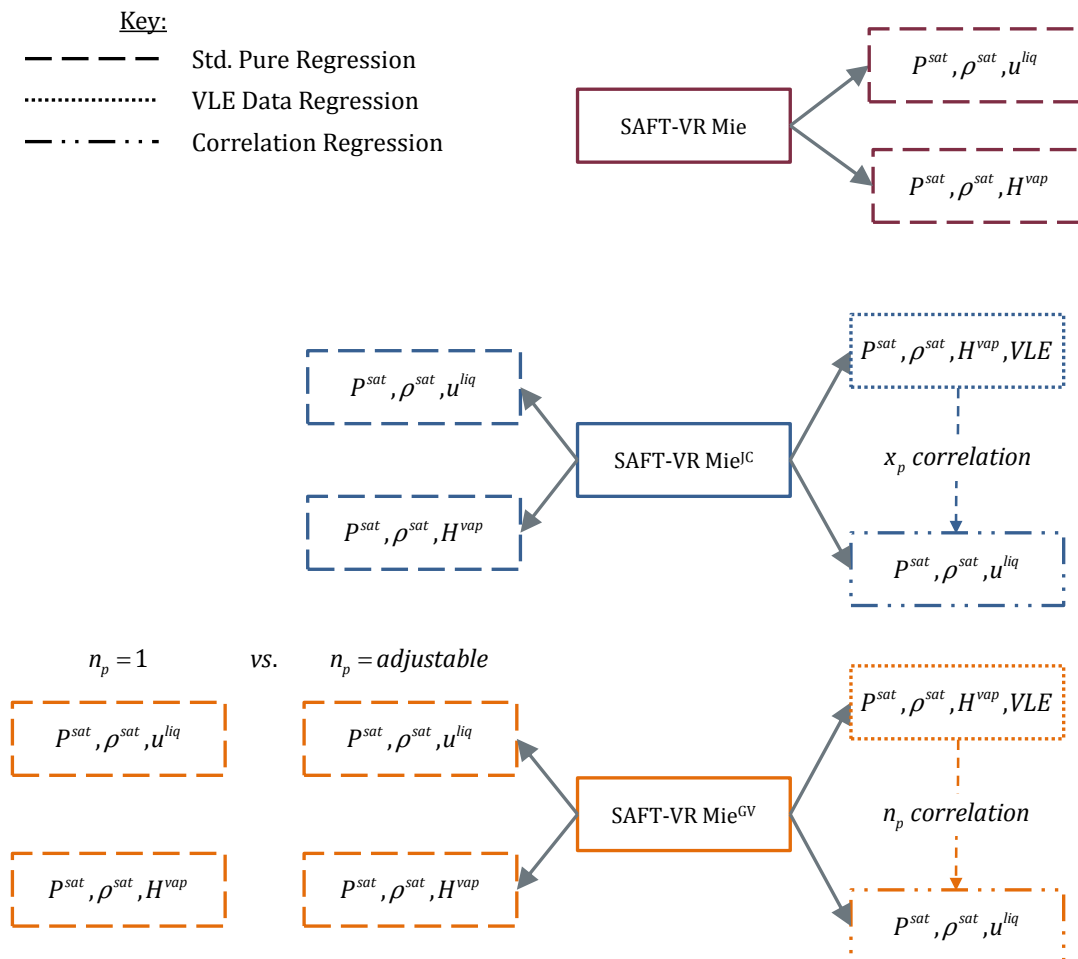 Key:
Std. Pure Regression
VLE Data Regression
Correlation Regression
SAFT-VR Mie
P^sat, ρ^sat, u^liq
P^sat, ρ^sat, H^vap
P^sat, ρ^sat, u^liq
P^sat, ρ^sat, H^vap
SAFT-VR Mie^JC
P^sat, ρ^sat, H^vap, VLE
x_p correlation
P^sat, ρ^sat, u^liq
n_p = 1 vs. n_p = adjustable
P^sat, ρ^sat, u^liq
P^sat, ρ^sat, u^liq
P^sat, ρ^sat, H^vap
P^sat, ρ^sat, H^vap
SAFT-VR Mie^GV
P^sat, ρ^sat, H^vap, VLE
n_p correlation
P^sat, ρ^sat, u^liq